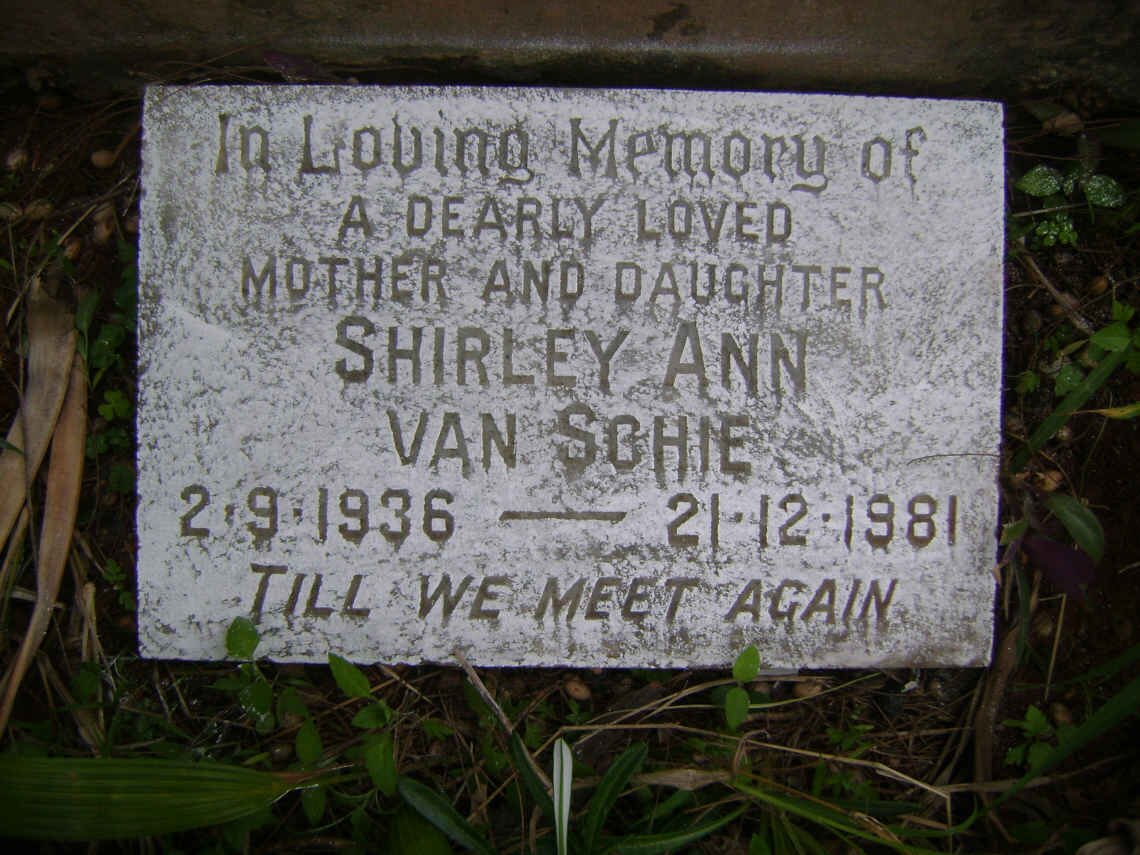 In Loving Memory of
A DEARLY LOVED
MOTHER AND DAUGHTER
SHIRLEY ANN
VAN SCHIE
2·9·1936 — 21·12·1981
TILL WE MEET AGAIN